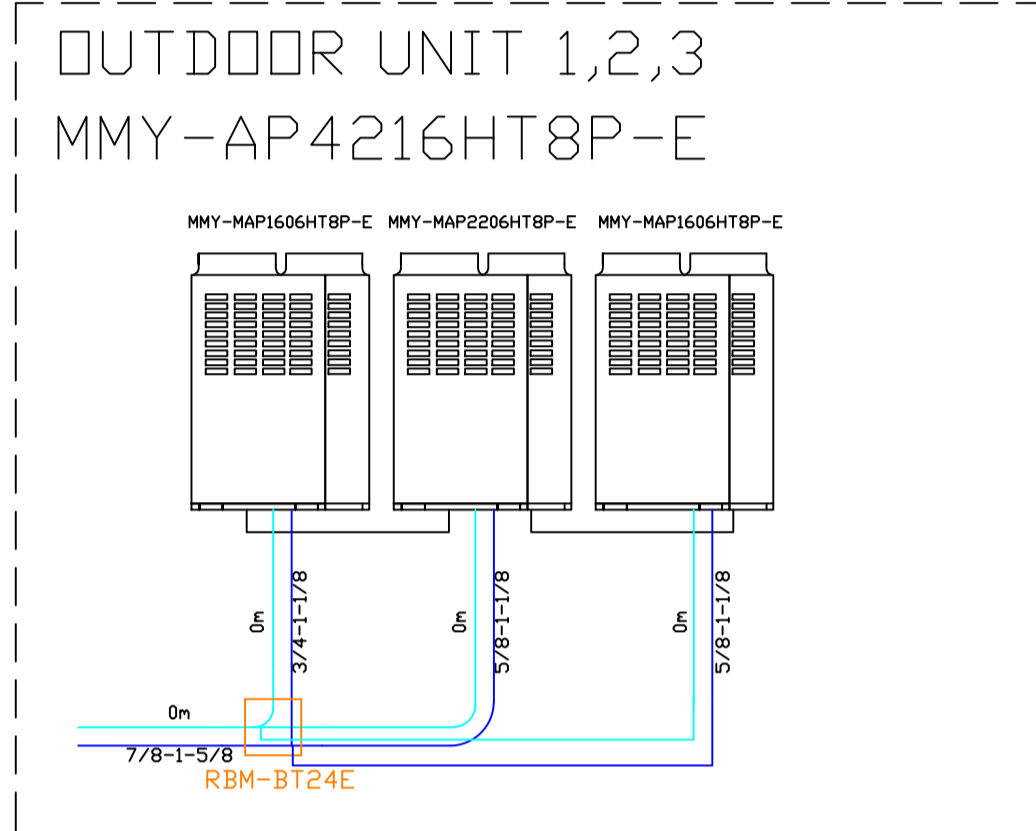 OUTDOOR UNIT 1,2,3
MMY-AP4216HT8P-E
MMY-MAP1606HT8P-E MMY-MAP2206HT8P-E MMY-MAP1606HT8P-E
0m
3/4-1-1/8
0m
5/8-1-1/8
0m
5/8-1-1/8
0m
7/8-1-5/8
RBM-BT24E